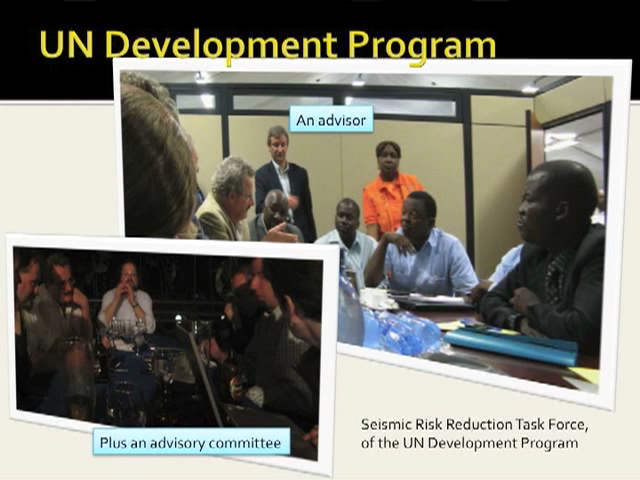 UN Development Program
An advisor
Plus an advisory committee
Seismic Risk Reduction Task Force,
of the UN Development Program